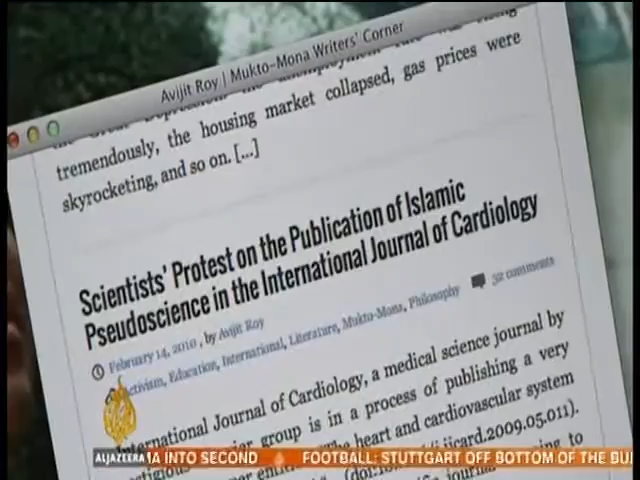 Avijit Roy | Mukto-Mona Writers' Corner
tremendously, the housing market collapsed, gas prices were
skyrocketing, and so on. [...]
Scientists' Protest on the Publication of Islamic
Pseudoscience in the International Journal of Cardiology
February 14, 2010 , by Avijit Roy
32 comments
Activism, Education, International, Literature, Mukto-Mona, Philosophy
International Journal of Cardiology, a medical science journal by
group is in a process of publishing a very
heart and cardiovascular system
ijcard.2009.05.011).
to
ALJAZEERA
IA INTO SECOND
FOOTBALL: STUTTGART OFF BOTTOM OF THE BU